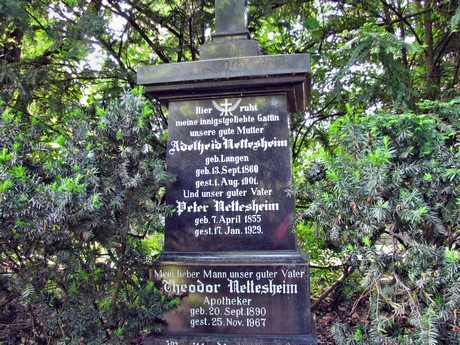 Hier ruht
meine innigstgeliebte Gattin
unsere gute Mutter
Adelheid Nettesheim
geb. Langen
geb. 13. Sept. 1860
gest. 1. Aug. 1901.
Und unser guter Vater
Peter Nettesheim
geb. 7. April 1855
gest. 17. Jan. 1929.
Mein lieber Mann unser guter Vater
Theodor Nettesheim
Apotheker
geb. 20. Sept 1890
gest. 25. Nov. 1967